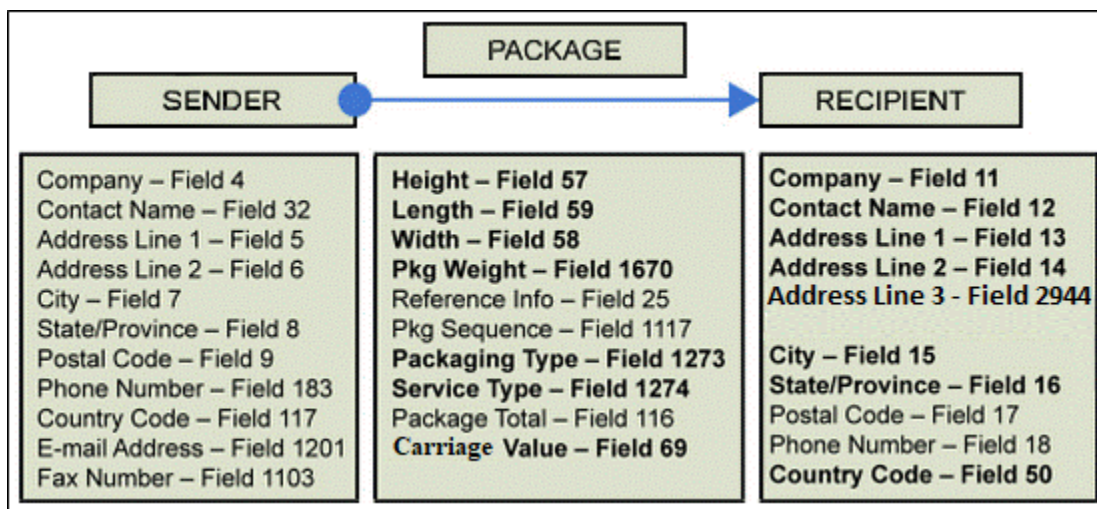 PACKAGE
SENDER
RECIPIENT
Company – Field 4
Contact Name – Field 32
Address Line 1 – Field 5
Address Line 2 – Field 6
City – Field 7
State/Province – Field 8
Postal Code – Field 9
Phone Number – Field 183
Country Code – Field 117
E-mail Address – Field 1201
Fax Number – Field 1103
Height – Field 57
Length – Field 59
Width – Field 58
Pkg Weight – Field 1670
Reference Info – Field 25
Pkg Sequence – Field 1117
Packaging Type – Field 1273
Service Type – Field 1274
Package Total – Field 116
Carriage Value – Field 69
Company – Field 11
Contact Name – Field 12
Address Line 1 – Field 13
Address Line 2 – Field 14
Address Line 3 - Field 2944
City – Field 15
State/Province – Field 16
Postal Code – Field 17
Phone Number – Field 18
Country Code – Field 50